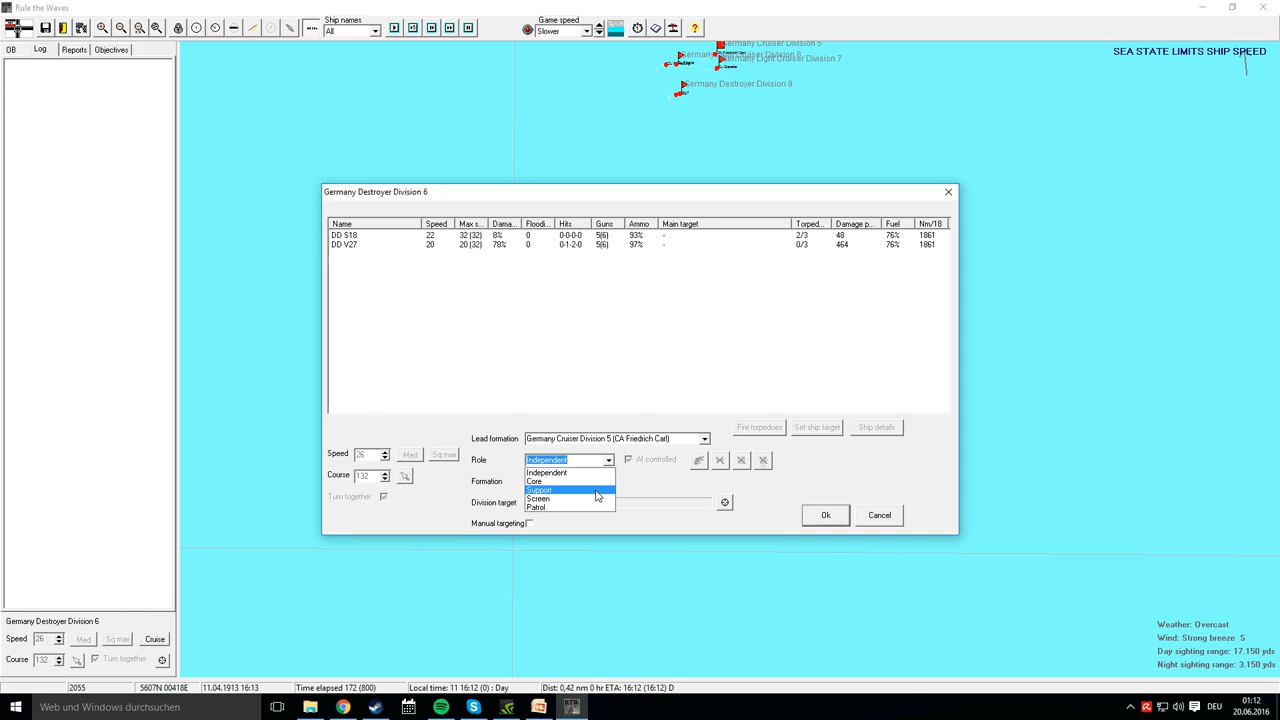 Rule the Waves
Ship names
All
Game speed
Slower
OB Log Reports Objectives
SEA STATE LIMITS SHIP SPEED
Germany Cruiser Division 5
Germany Light Cruiser Division 7
Germany Destroyer Division 9
Germany Destroyer Division 6
Name Speed Max s... Dama... Floodi... Hits Guns Ammo Main target Torped... Damage p... Fuel Nm/18
DD S18 22 32 (32) 8% 0 0-0-0-0 5(6) 93% - 2/3 48 76% 1861
DD V27 20 20 (32) 78% 0 0-1-2-0 5(6) 97% - 0/3 464 76% 1861
Fire torpedoes Set ship target Ship details
Lead formation Germany Cruiser Division 5 (CA Friedrich Carl)
Speed 26 Med Sq max
Role Independent AI controlled
Course 132
Turn together
Independent
Core
Support
Screen
Patrol
Formation
Division target
Manual targeting
Ok Cancel
Germany Destroyer Division 6
Speed 26 Med Sq max Cruise
Course 132 Turn together
Weather: Overcast
Wind: Strong breeze S
Day sighting range: 17.150 yds
Night sighting range: 3.150 yds
2055 5607N 00418E 11.04.1913 16:13 Time elapsed 172 (800) Local time: 11 16:12 (0) : Day Dist: 0,42 nm 0 hr ETA: 16:12 (16:12) D
Web und Windows durchsuchen
DEU
01:12
20.06.2016